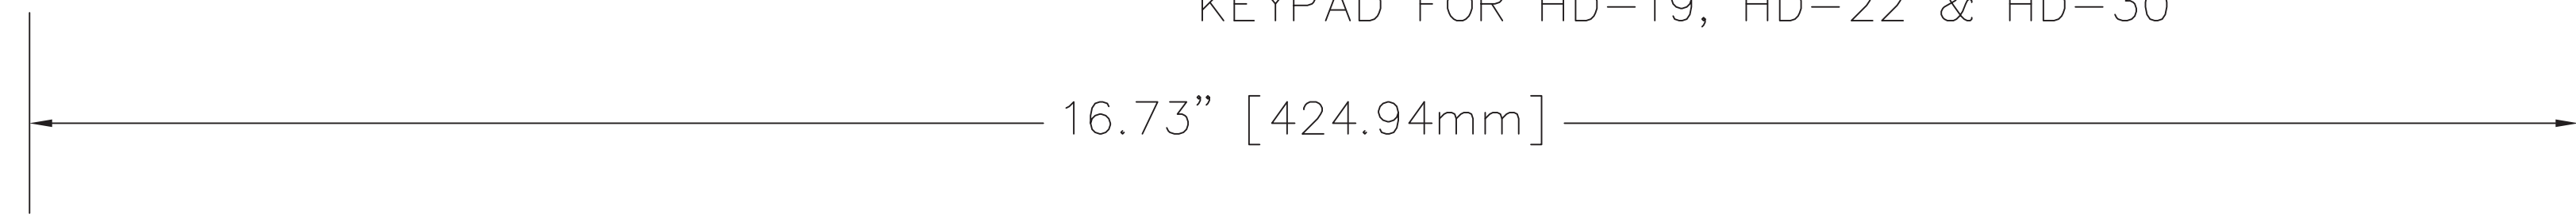 KEYPAD FOR HD-19, HD-22 & HD-30
16.73" [424.94mm]